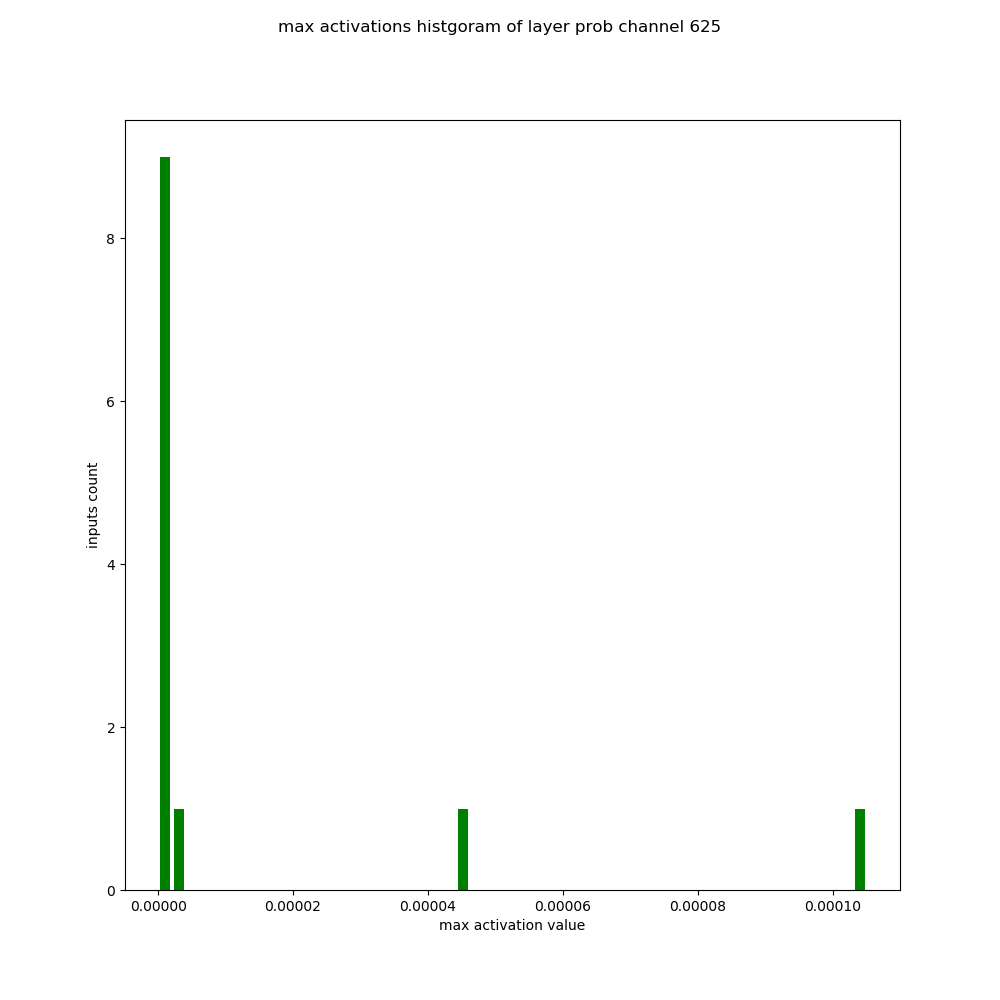 max activations histgoram of layer prob channel 625
inputs count
8
6
4
2
0
0.00000 0.00002 0.00004 0.00006 0.00008 0.00010
max activation value